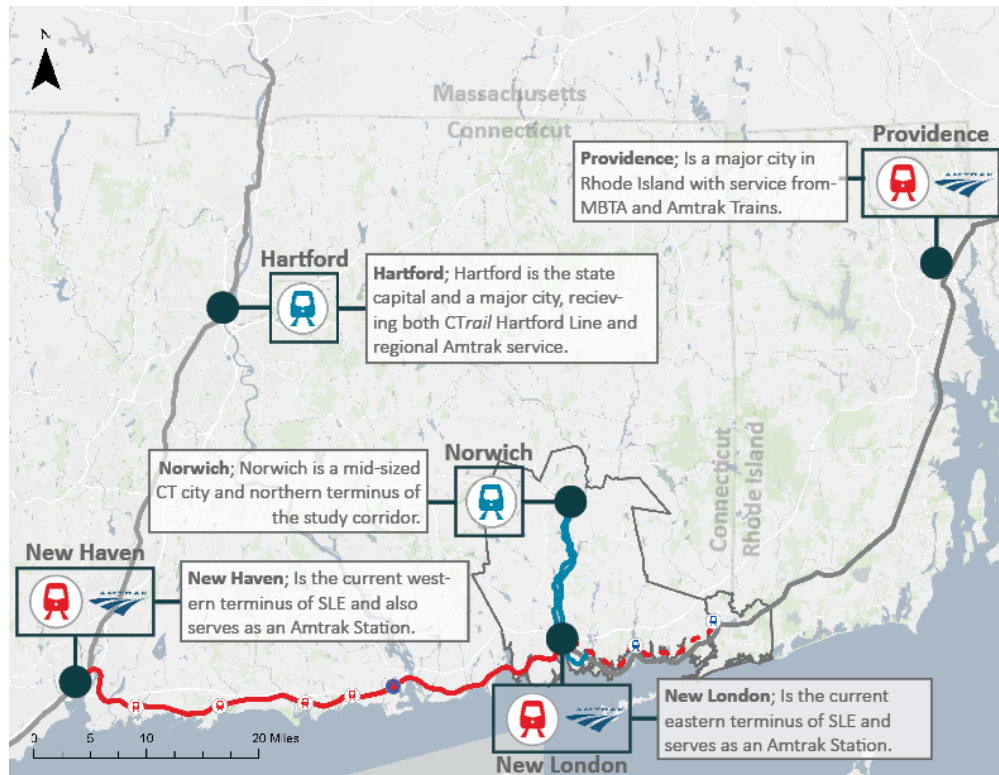 N
Massachusetts
Connecticut
Providence
AMTRAK
Providence; Is a major city in
Rhode Island with service from-
MBTA and Amtrak Trains.
Hartford
Hartford; Hartford is the state
capital and a major city, reciev-
ing both CTrail Hartford Line and
regional Amtrak service.
Norwich
Norwich; Norwich is a mid-sized
CT city and northern terminus of
the study corridor.
Connecticut
Rhode Island
New Haven
AMTRAK
New Haven; Is the current west-
ern terminus of SLE and also
serves as an Amtrak Station.
AMTRAK
New London
New London; Is the current
eastern terminus of SLE and
serves as an Amtrak Station.
0 5 10 20 Miles